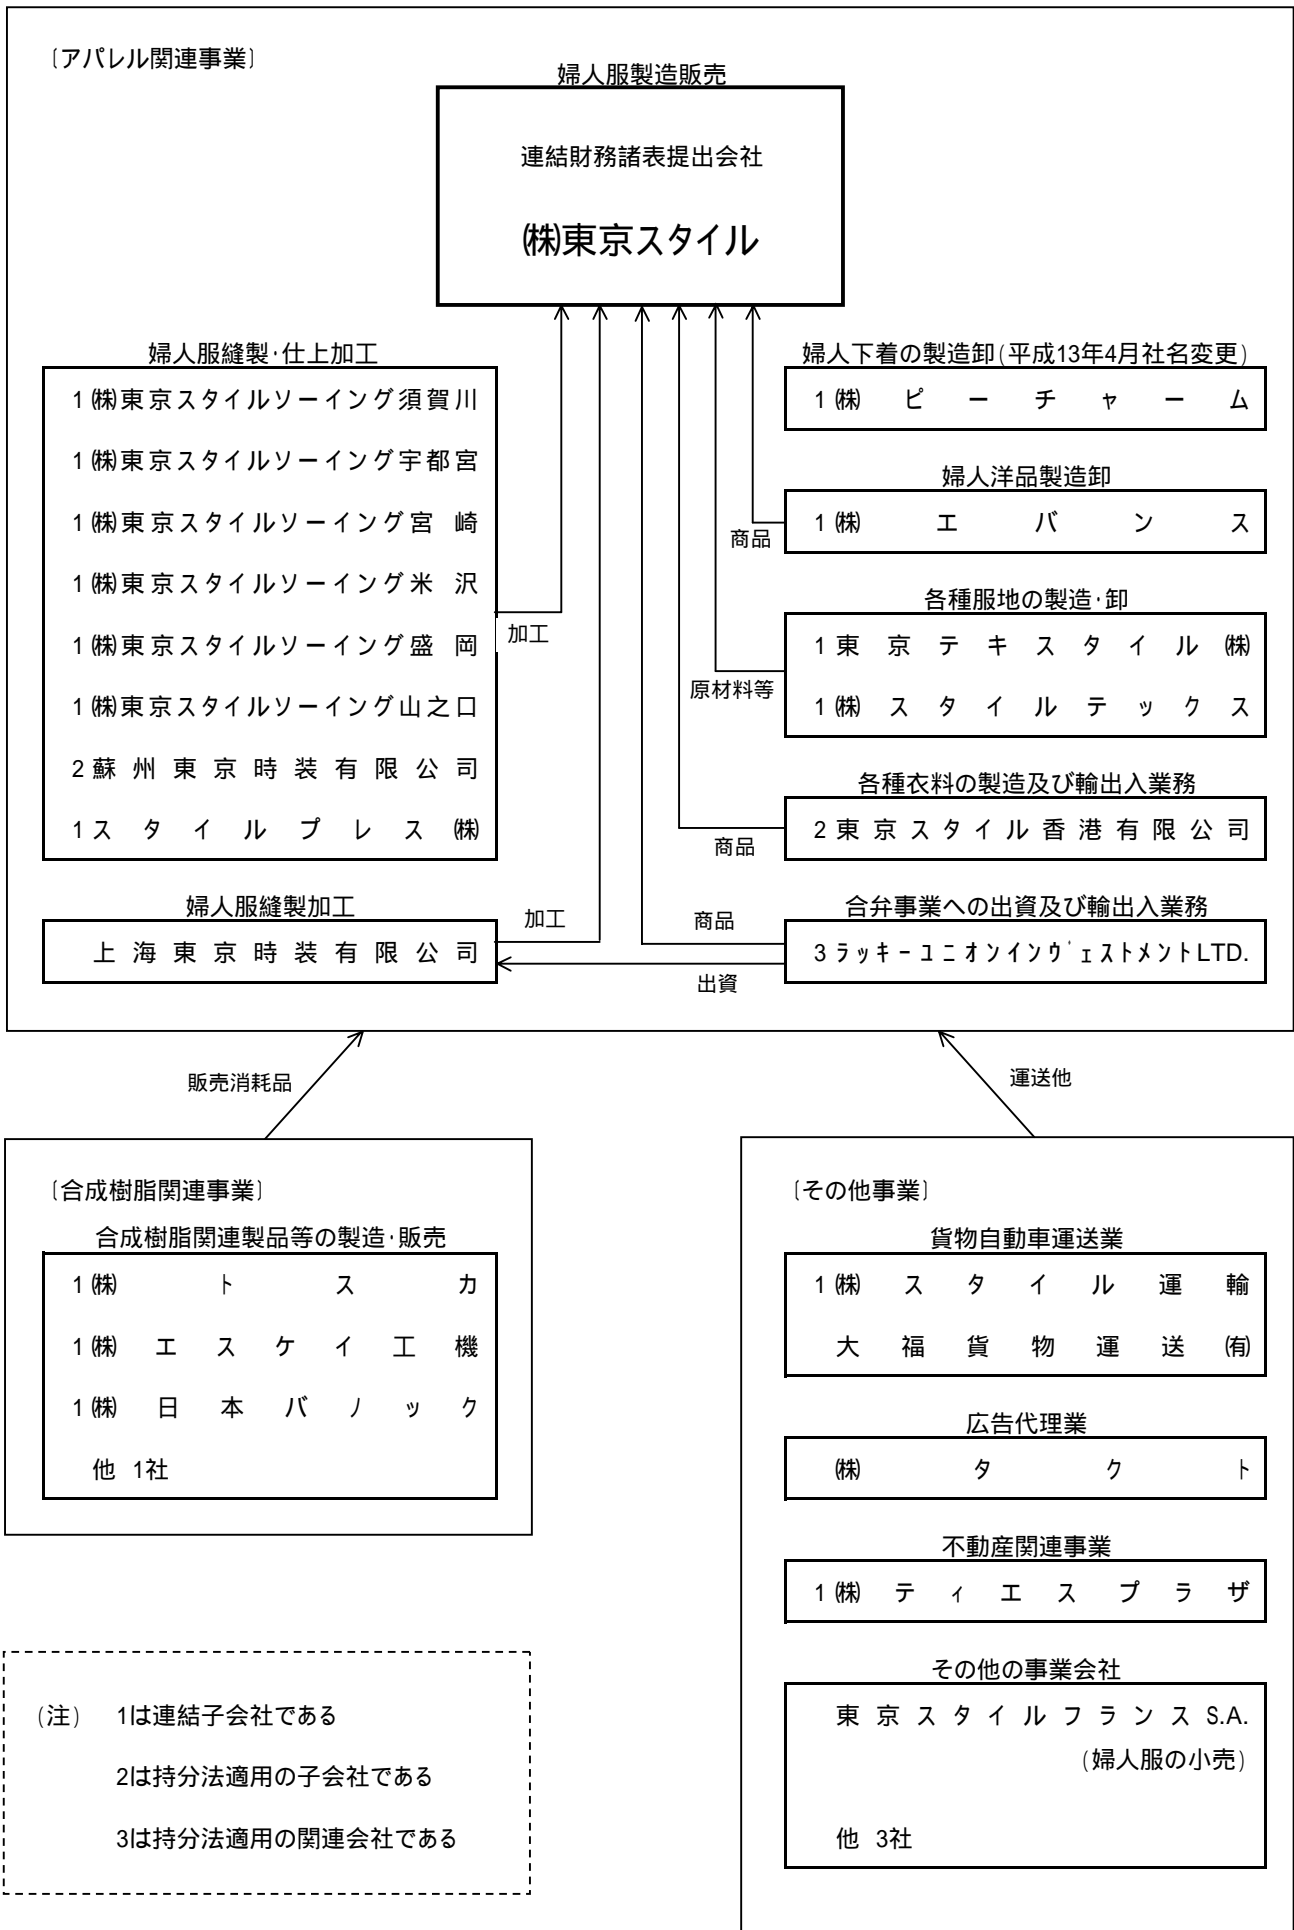 〔アパレル関連事業〕
婦人服製造販売
連結財務諸表提出会社
㈱東京スタイル
婦人服縫製・仕上加工
1㈱東京スタイルソーイング須賀川
1㈱東京スタイルソーイング宇都宮
1㈱東京スタイルソーイング宮崎
1㈱東京スタイルソーイング米沢
1㈱東京スタイルソーイング盛岡
1㈱東京スタイルソーイング山之口
2蘇州東京時装有限公司
1スタイルプレス㈱
加工
婦人服縫製加工
上海東京時装有限公司
加工
婦人下着の製造卸(平成13年4月社名変更)
1㈱ピーチャーム
婦人洋品製造卸
1㈱エバンス
商品
各種服地の製造・卸
1東京テキスタイル㈱
1㈱スタイルテックス
原材料等
各種衣料の製造及び輸出入業務
2東京スタイル香港有限公司
商品
合弁事業への出資及び輸出入業務
3ラッキーユニオンインヴェストメントLTD.
商品
出資
販売消耗品
運送他
〔合成樹脂関連事業〕
合成樹脂関連製品等の製造・販売
1㈱トスカ
1㈱エスケイ工機
1㈱日本バノック
他 1社
〔その他事業〕
貨物自動車運送業
1㈱スタイル運輸
大福貨物運送㈲
広告代理業
㈱タクト
不動産関連事業
1㈱ティエスプラザ
その他の事業会社
東京スタイルフランスS.A.
(婦人服の小売)
他 3社
(注) 1は連結子会社である
2は持分法適用の子会社である
3は持分法適用の関連会社である